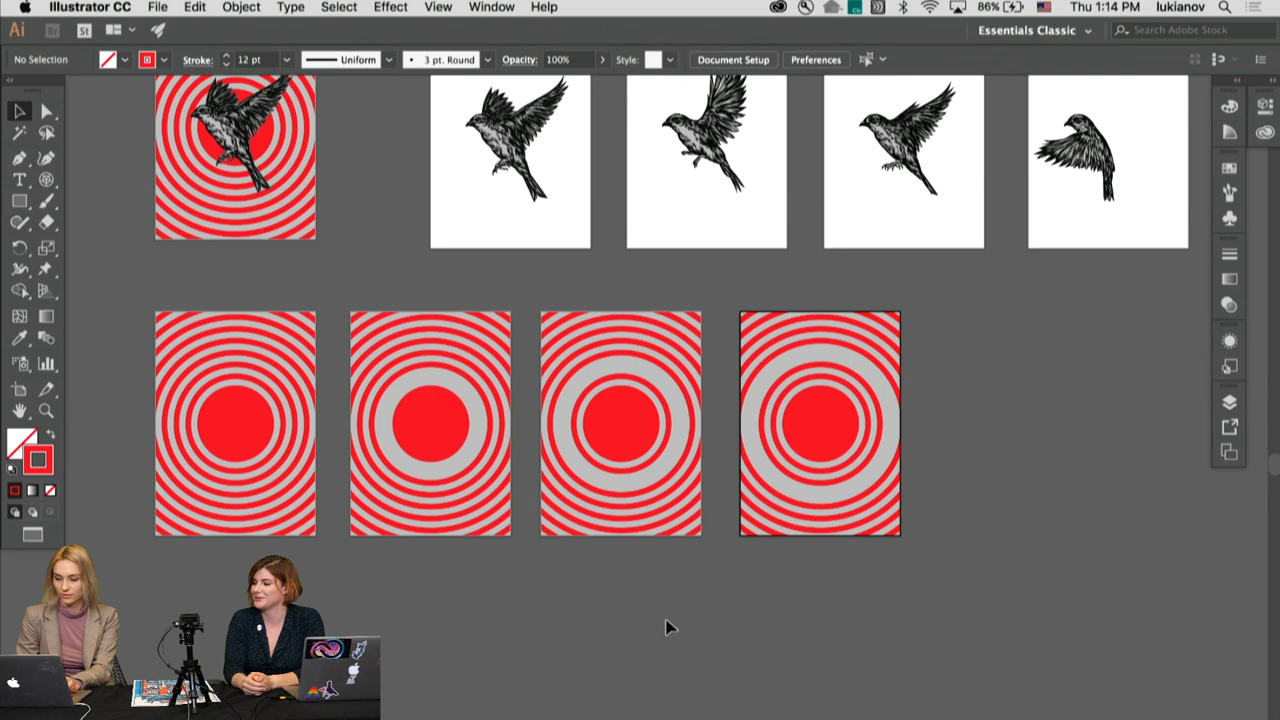 Illustrator CC File Edit Object Type Select Effect View Window Help 86% Thu 1:14 PM lukianov
Ai Br St Essentials Classic Search Adobe Stock
No Selection Stroke: 12 pt Uniform 3 pt. Round Opacity: 100% Style: Document Setup Preferences